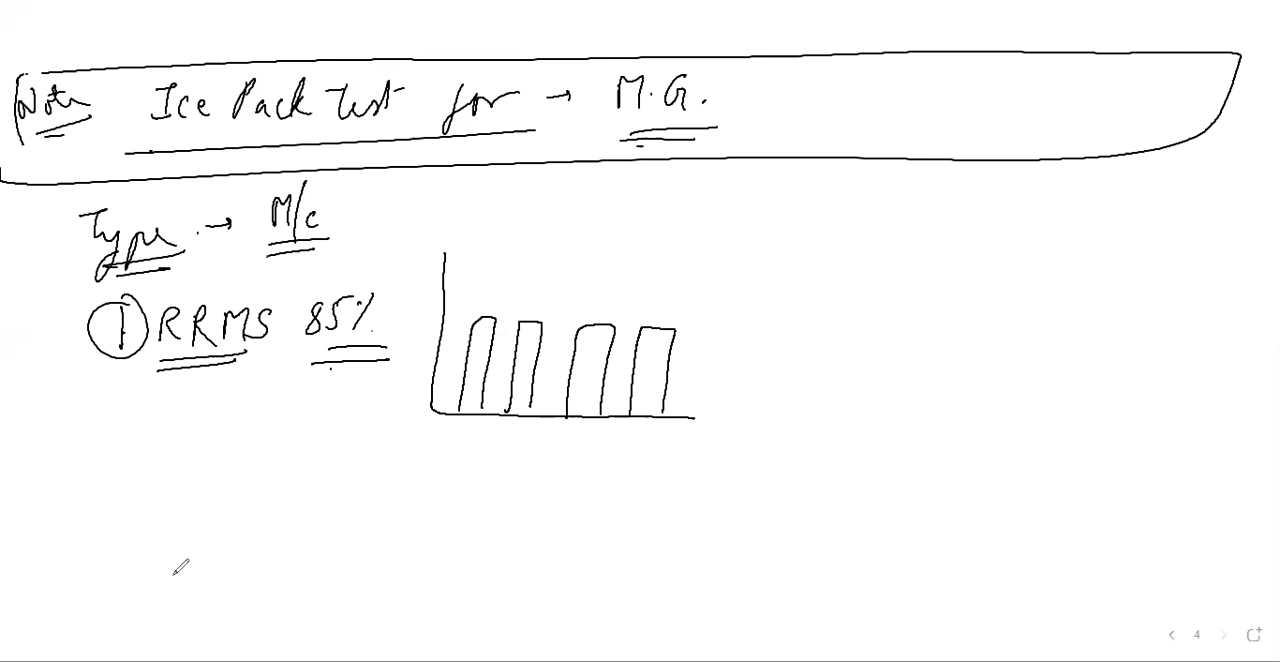 Note Ice Pack test for → M.G.
Type → M/c
① RRMS 85%
4